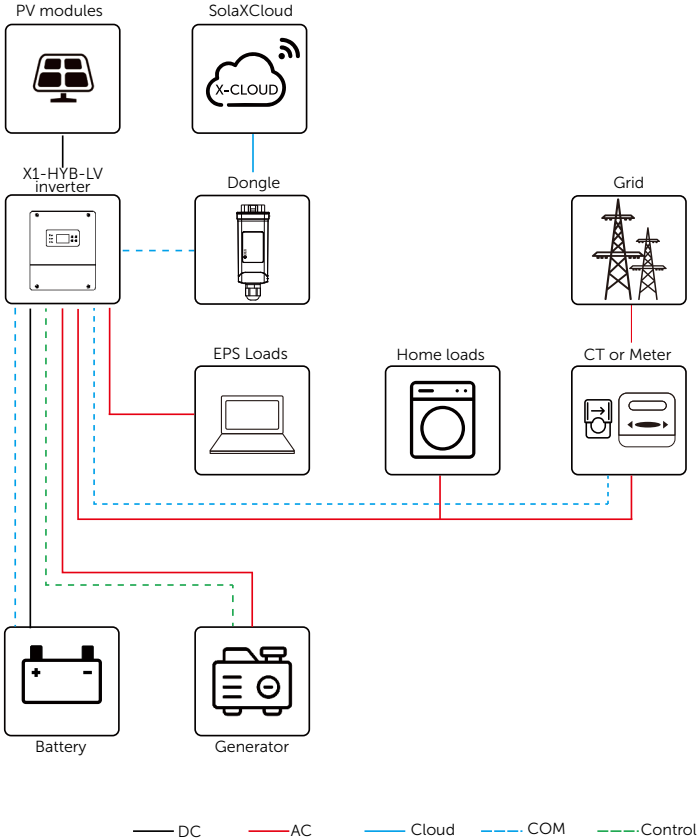 PV modules
SolaXCloud
X-CLOUD
X1-HYB-LV
inverter
Dongle
Grid
EPS Loads
Home loads
CT or Meter
Battery
Generator
DC
AC
Cloud
COM
Control